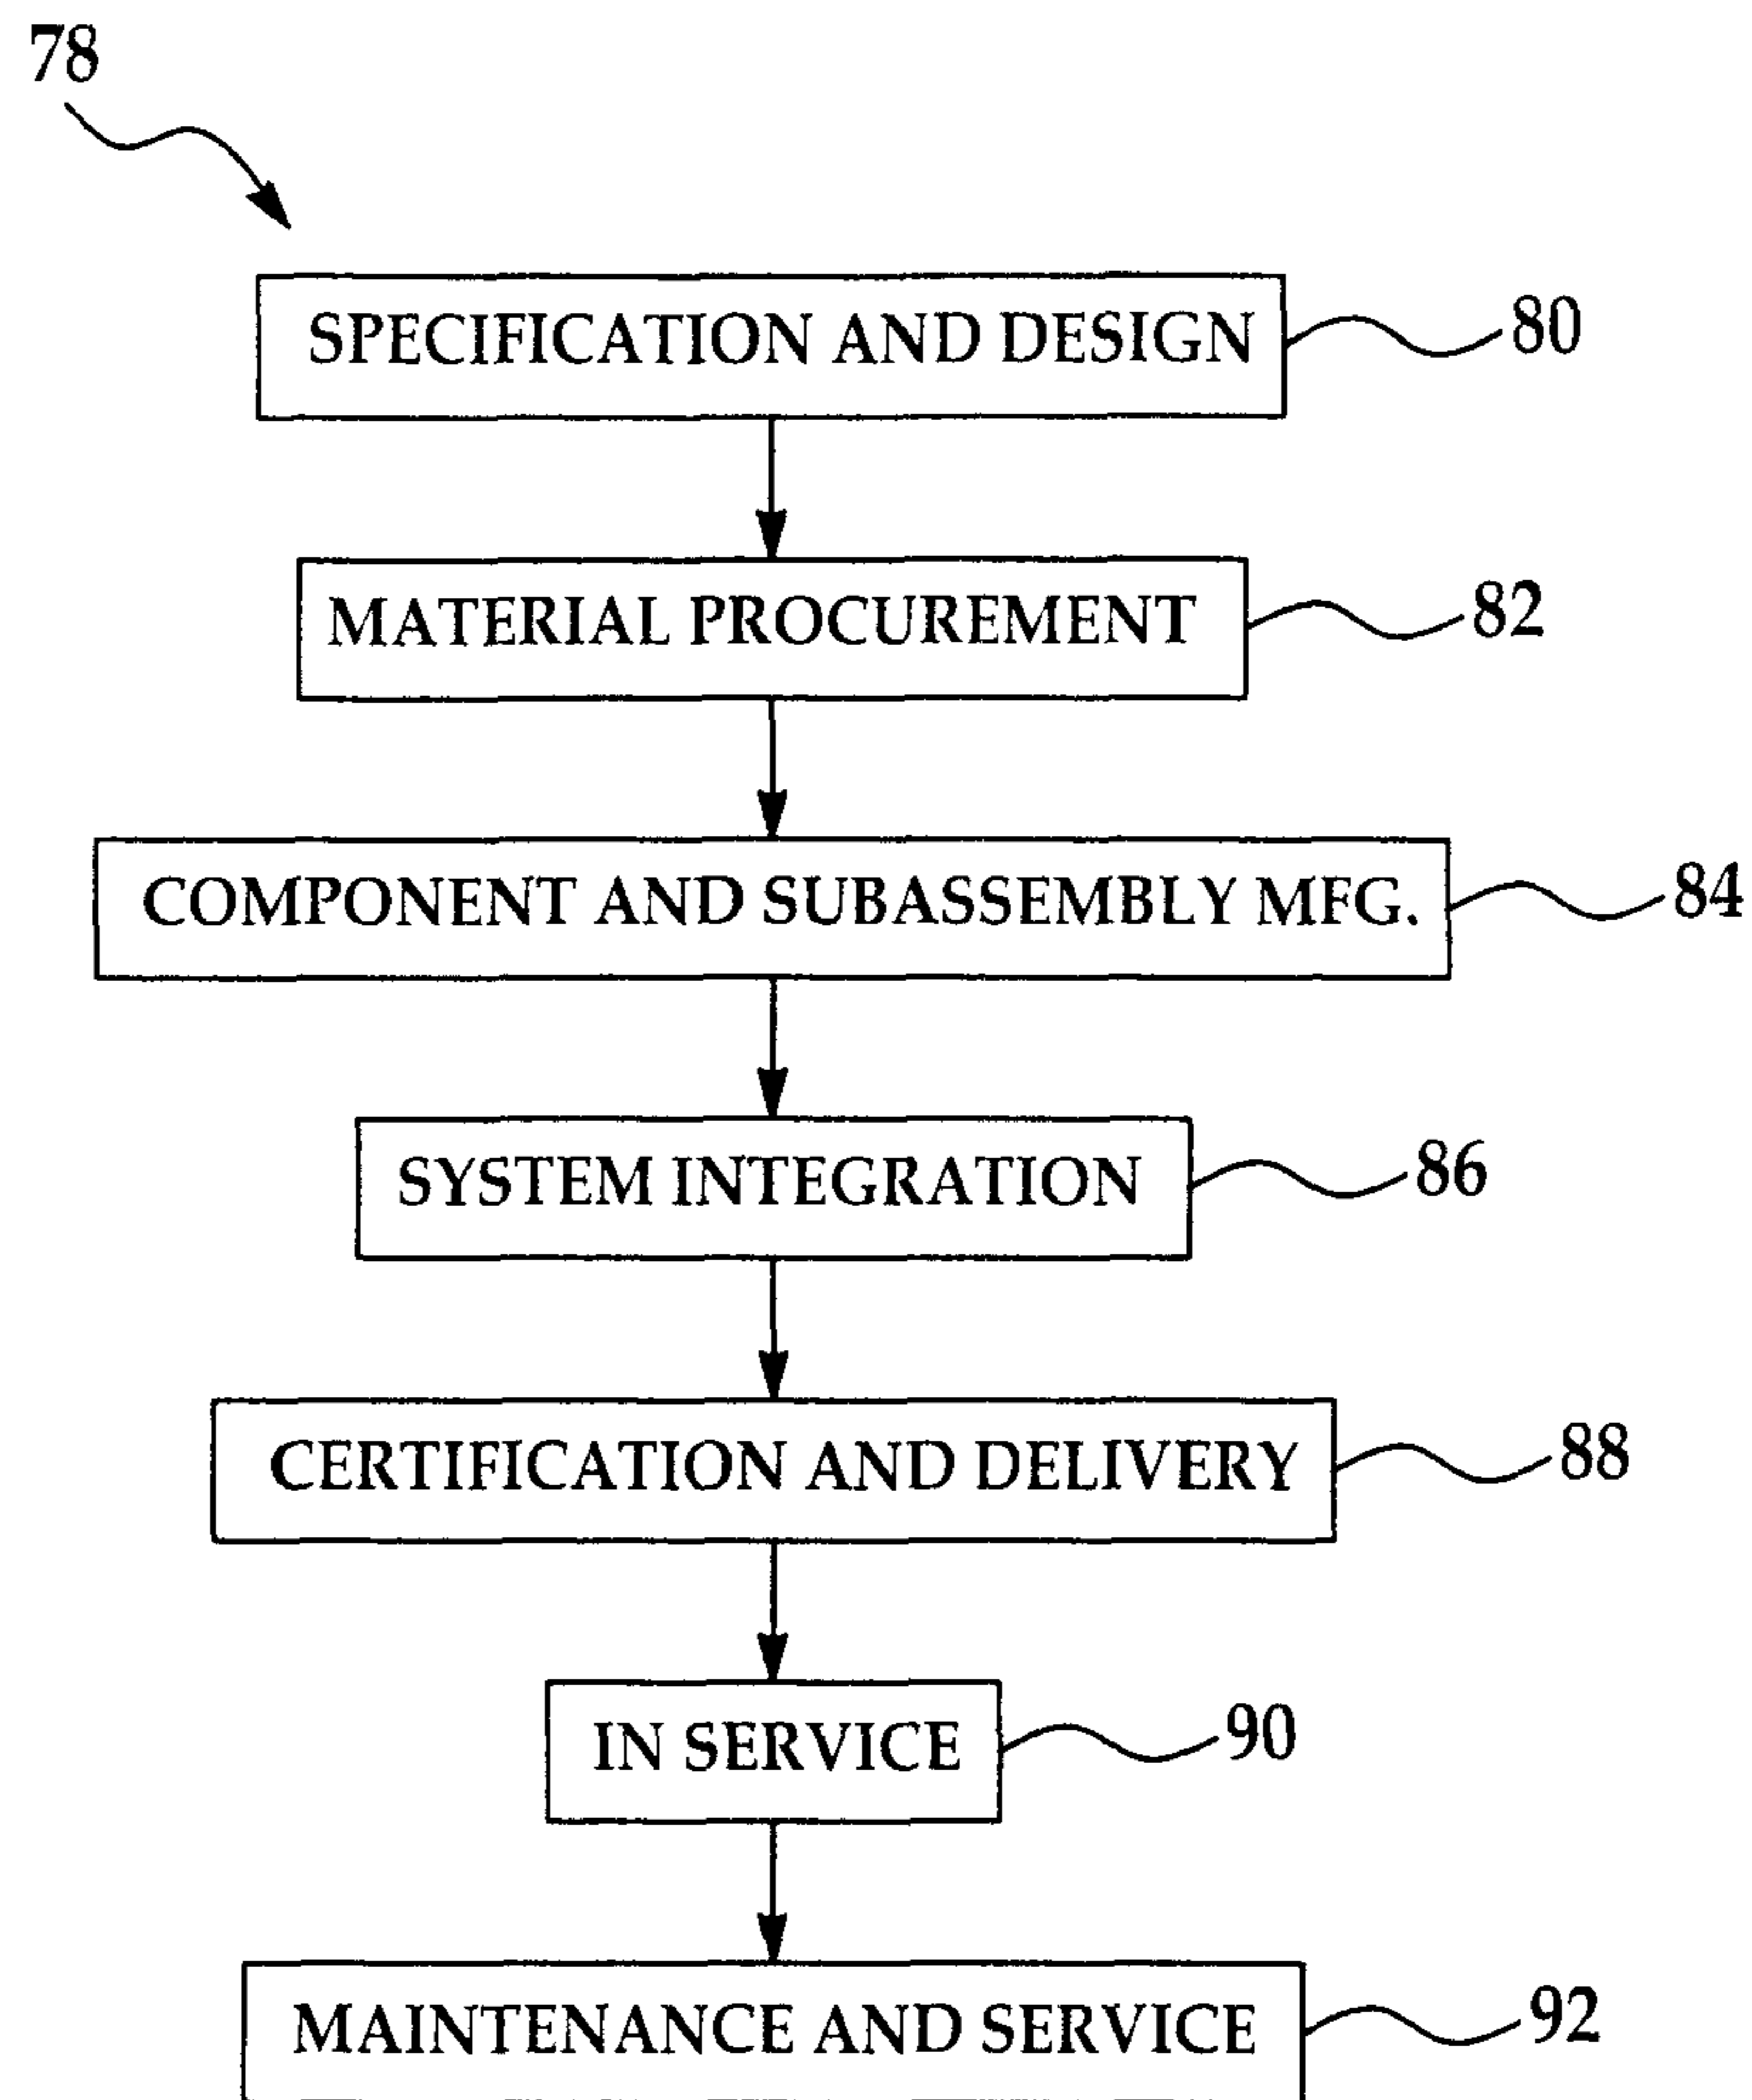 78
SPECIFICATION AND DESIGN
80
MATERIAL PROCUREMENT
82
COMPONENT AND SUBASSEMBLY MFG.
84
SYSTEM INTEGRATION
86
CERTIFICATION AND DELIVERY
88
IN SERVICE
90
MAINTENANCE AND SERVICE
92